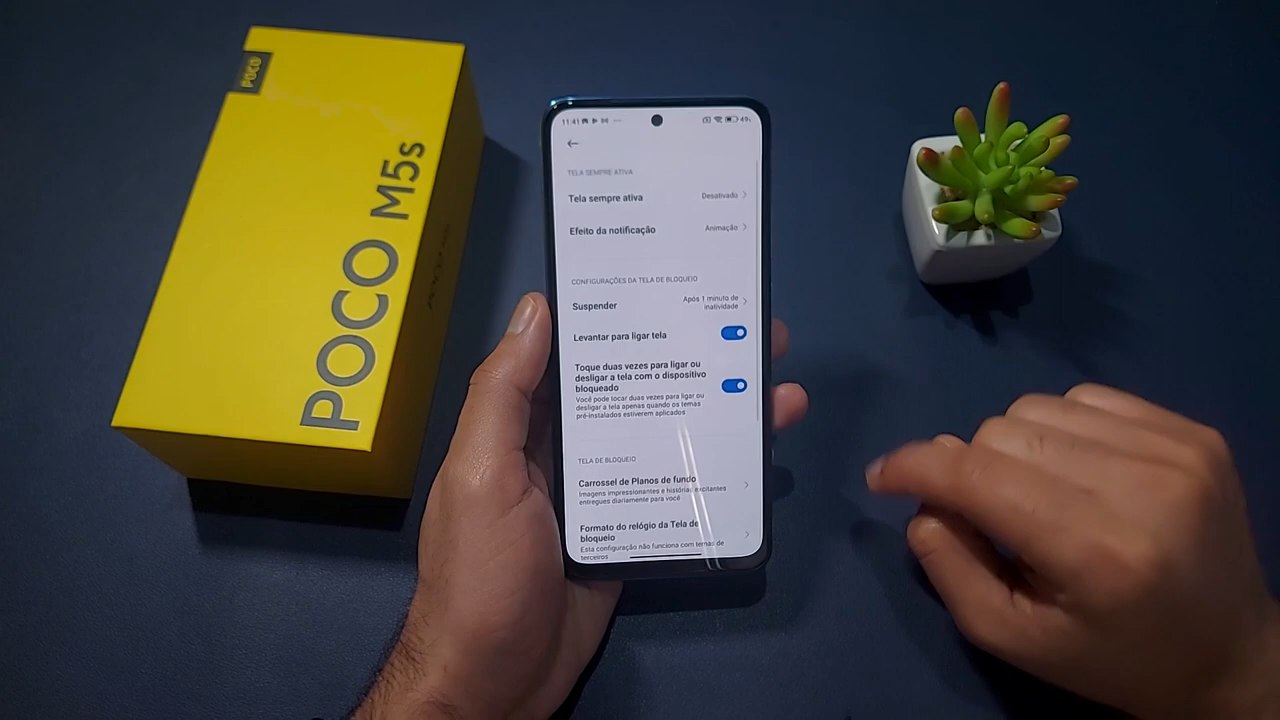 POCO
POCO M5s
11:41
49%
TELA SEMPRE ATIVA
Tela sempre ativa
Desativado
Efeito da notificação
Animação
CONFIGURAÇÕES DA TELA DE BLOQUEIO
Suspender
Após 1 minuto de
inatividade
Levantar para ligar tela
Toque duas vezes para ligar ou
desligar a tela com o dispositivo
bloqueado
Você pode tocar duas vezes para ligar ou
desligar a tela apenas quando os temas
pré-instalados estiverem aplicados
TELA DE BLOQUEIO
Carrossel de Planos de fundo
Imagens impressionantes e histórias excitantes
entregues diariamente para você
Formato do relógio da Tela de
bloqueio
Esta configuração não funciona com temas de
terceiros